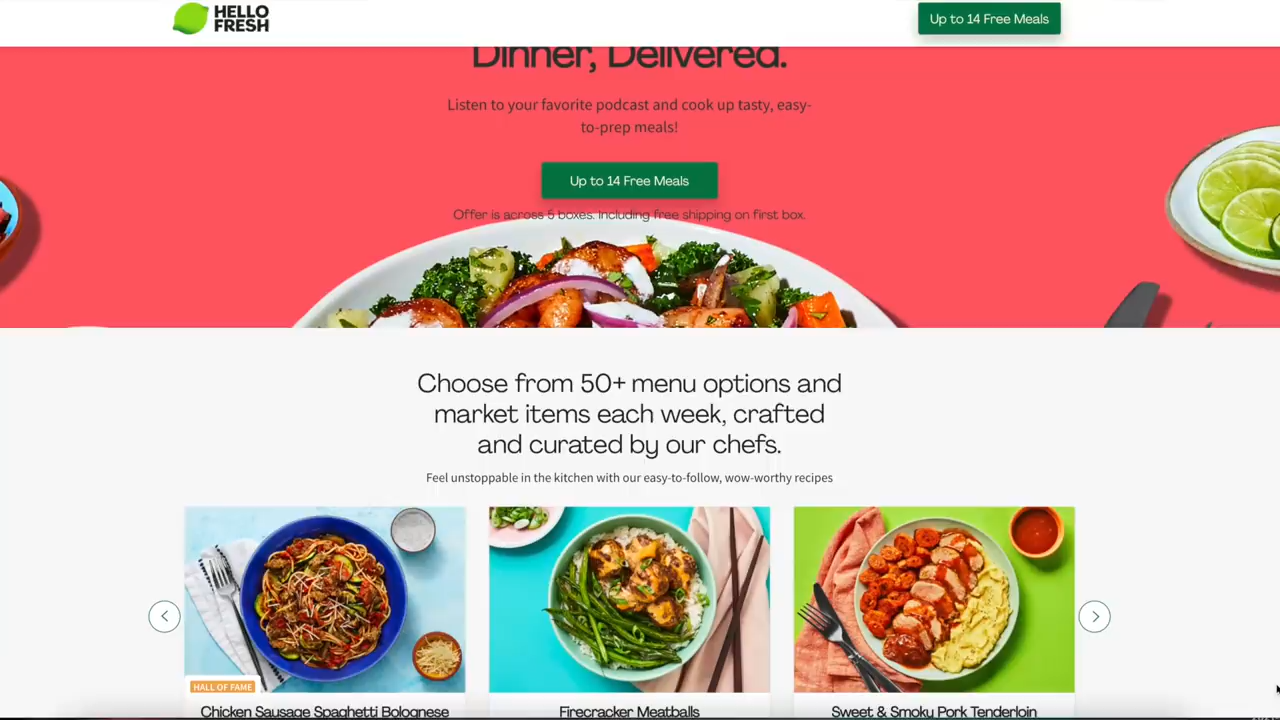 HELLO
FRESH
Up to 14 Free Meals
Dinner, Delivered.
Listen to your favorite podcast and cook up tasty, easy-
to-prep meals!
Up to 14 Free Meals
Offer is across 5 boxes. Including free shipping on first box.
Choose from 50+ menu options and
market items each week, crafted
and curated by our chefs.
Feel unstoppable in the kitchen with our easy-to-follow, wow-worthy recipes
HALL OF FAME
Chicken Sausage Spaghetti Bolognese
Firecracker Meatballs
Sweet & Smoky Pork Tenderloin